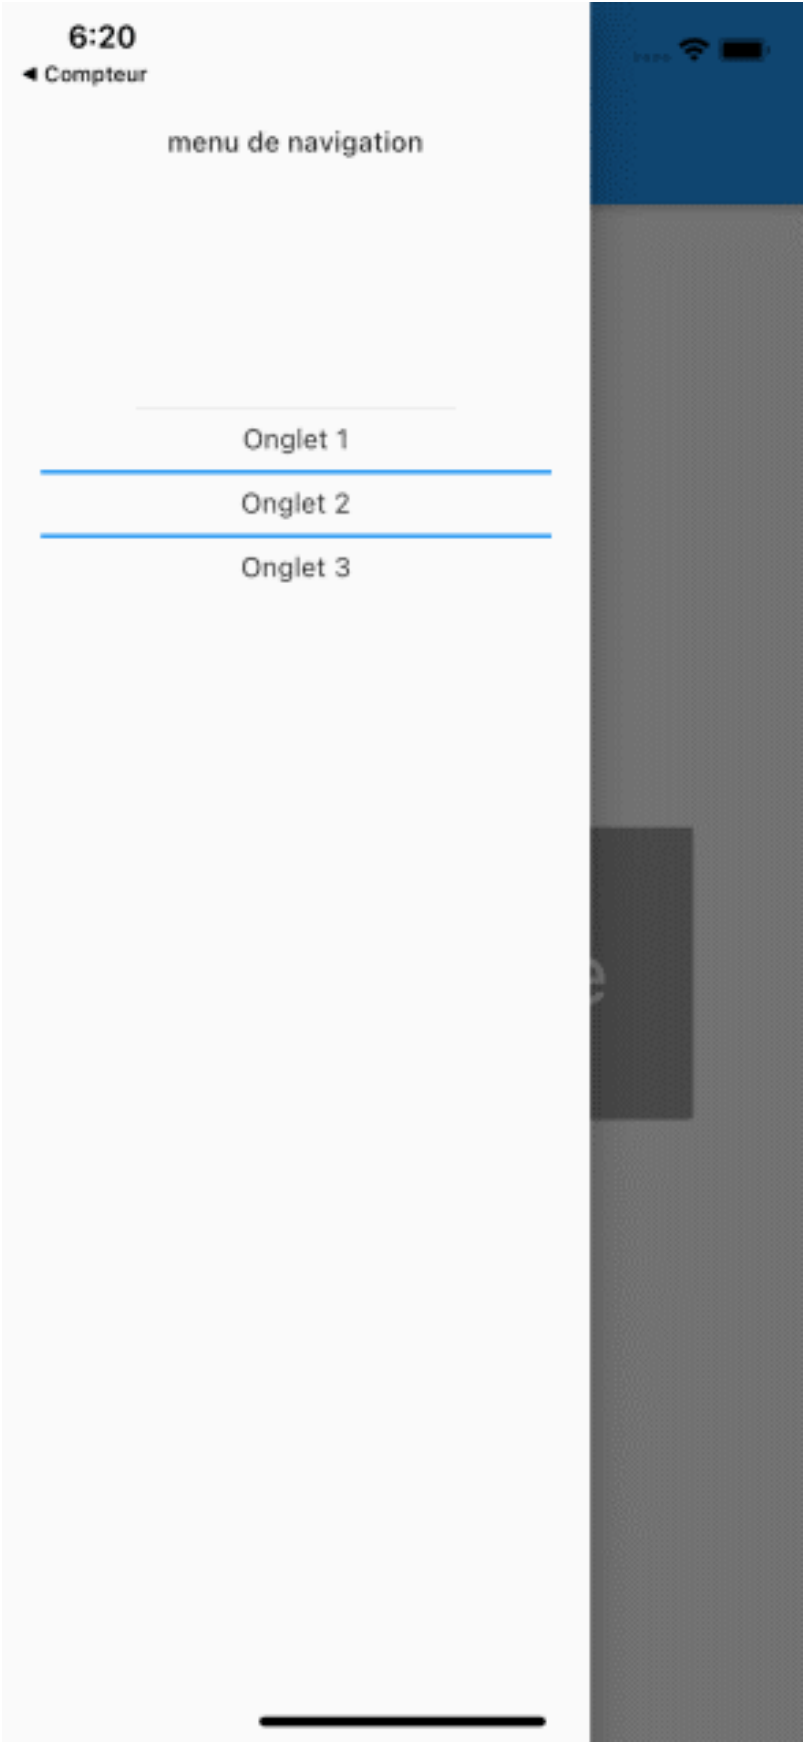 6:20
◀ Compteur
menu de navigation
Onglet 1
Onglet 2
Onglet 3
e